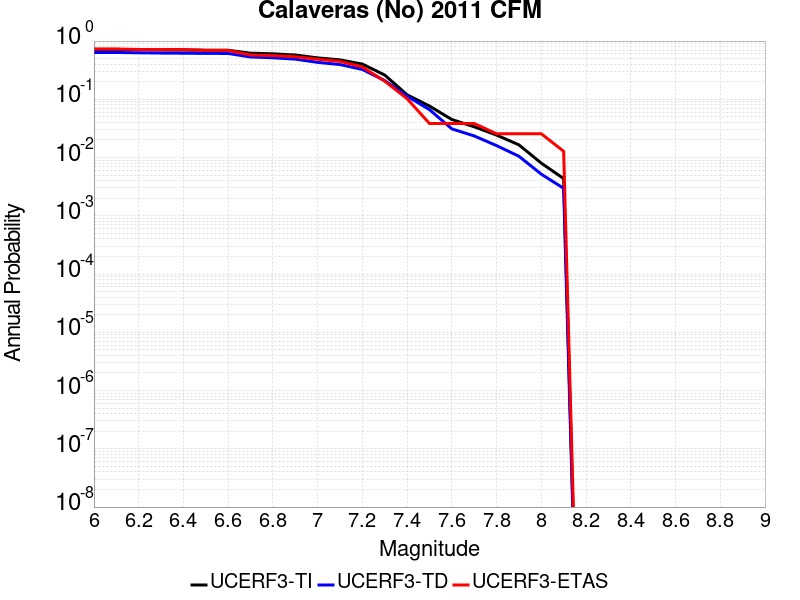 Calaveras (No) 2011 CFM
10^0
10^-1
10^-2
10^-3
10^-4
10^-5
10^-6
10^-7
10^-8
Annual Probability
6 6.2 6.4 6.6 6.8 7 7.2 7.4 7.6 7.8 8 8.2 8.4 8.6 8.8 9
Magnitude
UCERF3-TI UCERF3-TD UCERF3-ETAS